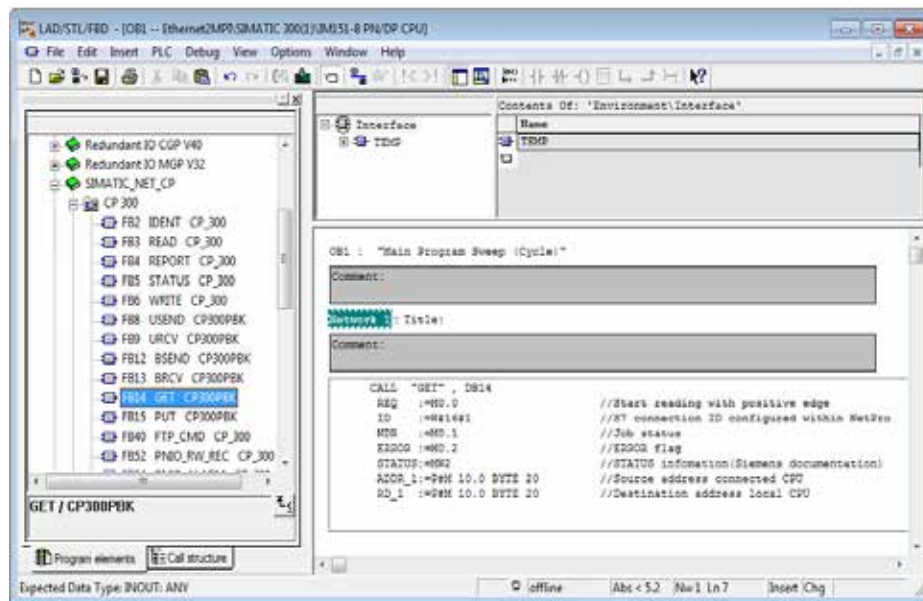 LAD/STL/FBD - [OB1 -- Ethernet2MPI\SIMATIC 300(1)\IM151-8 PN/DP CPU]
File Edit Insert PLC Debug View Options Window Help
Contents Of: 'Environment\Interface'
Interface
TEMP
Name
TEMP
Redundant IO CGP V40
Redundant IO MGP V32
SIMATIC_NET_CP
CP 300
FB2 IDENT CP_300
FB3 READ CP_300
FB4 REPORT CP_300
FB5 STATUS CP_300
FB6 WRITE CP_300
FB8 USEND CP300PBK
FB9 URCV CP300PBK
FB12 BSEND CP300PBK
FB13 BRCV CP300PBK
FB14 GET CP300PBK
FB15 PUT CP300PBK
FB40 FTP_CMD CP_300
FB52 PNIO_RW_REC CP_300
GET / CP300PBK
Program elements
Call structure
OB1 : "Main Program Sweep (Cycle)"
Comment:
Network 1: Title:
Comment:
CALL "GET" , DB14
REQ :=M0.0 //Start reading with positive edge
ID :=W#16#1 //S7 connection ID configured within NetPro
NDR :=M0.1 //Job status
ERROR :=M0.2 //ERROR flag
STATUS:=MW2 //STATUS infomation(Siemens documentation)
ADDR_1:=P#M 10.0 BYTE 20 //Source address connected CPU
RD_1 :=P#M 10.0 BYTE 20 //Destination address local CPU
Expected Data Type: INOUT: ANY
offline
Abs < 5.2
Nw 1 Ln 7
Insert
Chg